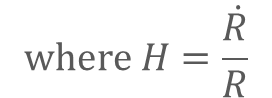 where H = Ṙ/R